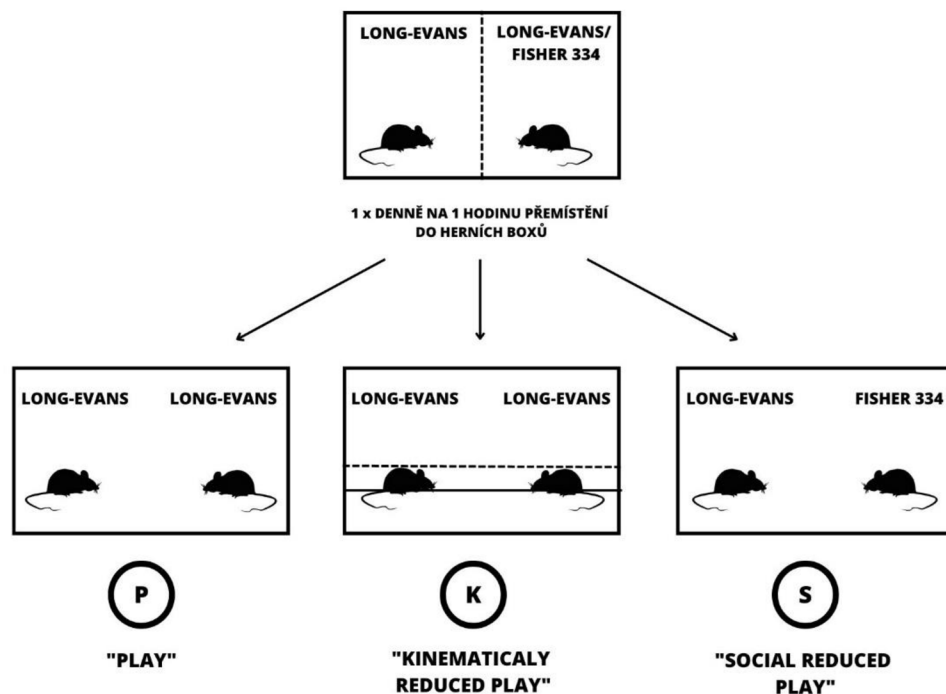 LONG-EVANS
LONG-EVANS/
FISHER 334
1 x DENNĚ NA 1 HODINU PŘEMÍSTĚNÍ
DO HERNÍCH BOXŮ
LONG-EVANS LONG-EVANS
LONG-EVANS LONG-EVANS
LONG-EVANS FISHER 334
P
K
S
"PLAY"
"KINEMATICALY
REDUCED PLAY"
"SOCIAL REDUCED
PLAY"